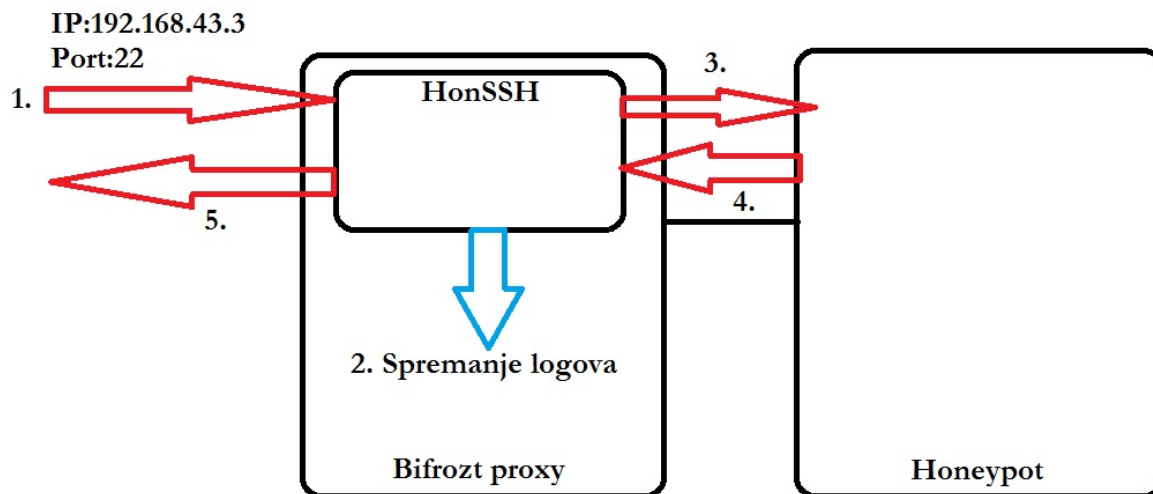 IP:192.168.43.3
Port:22
1.
HonSSH
3.
4.
5.
2. Spremanje logova
Bifrozt proxy
Honeypot